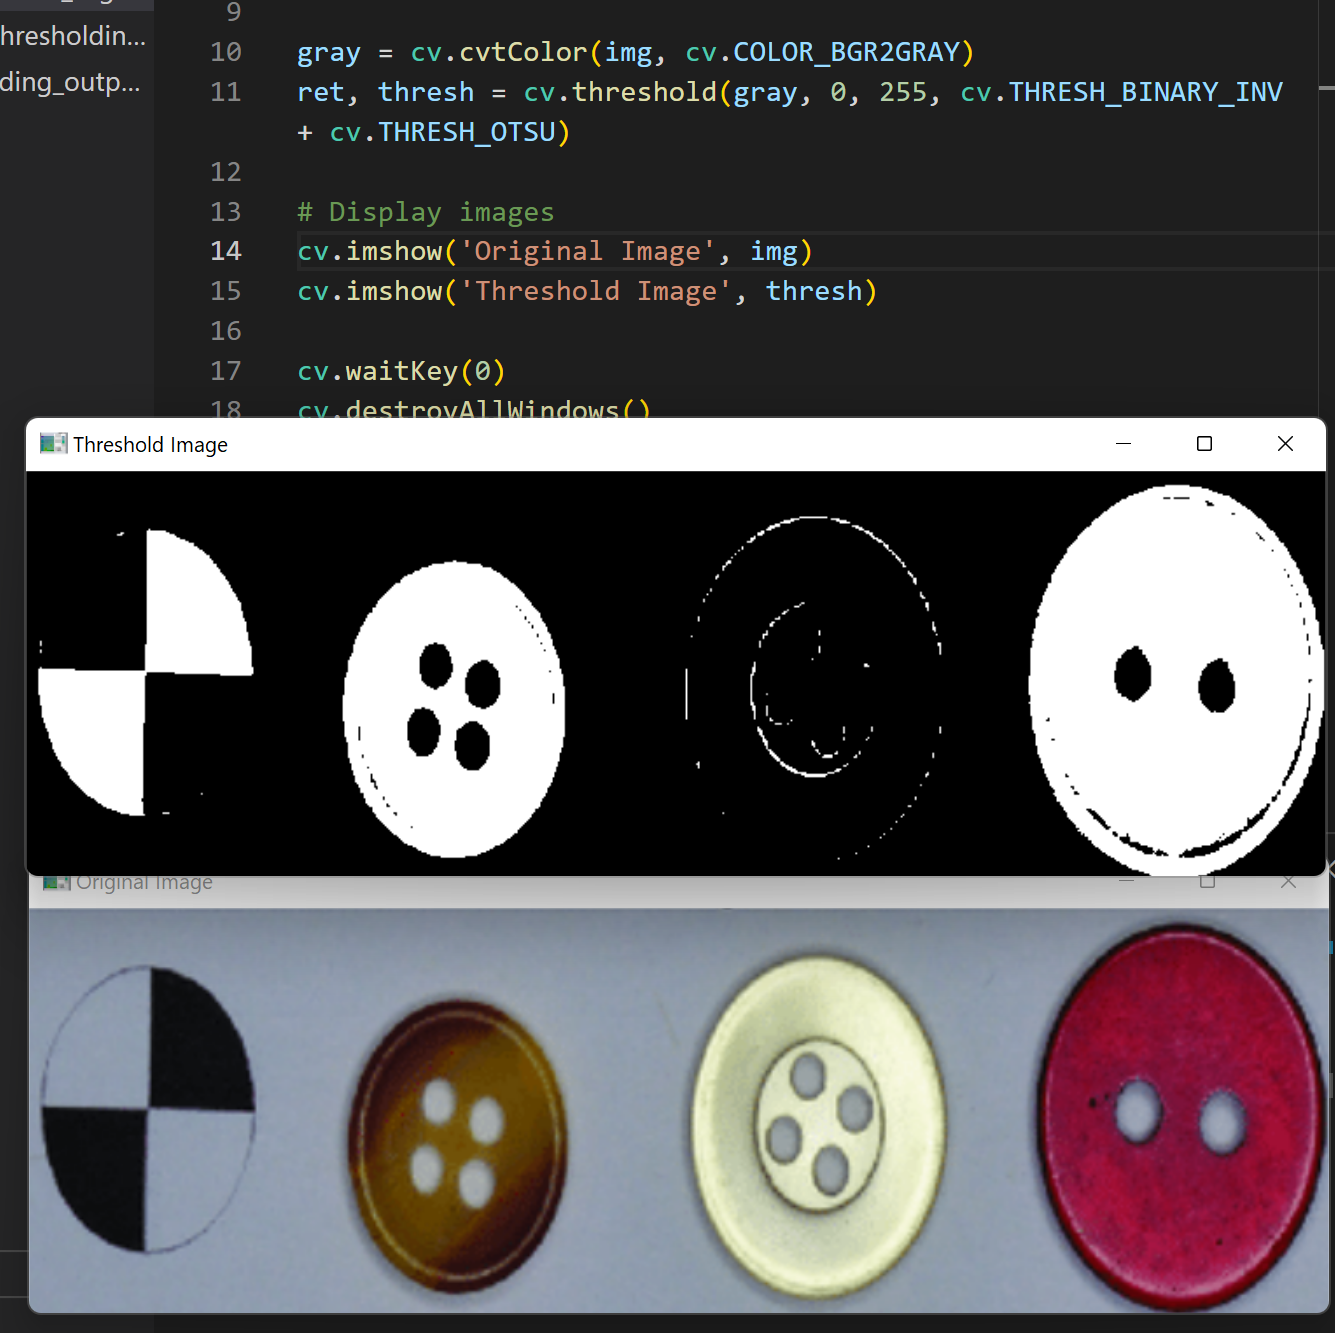 hresholdin...
ding_outp...
9
10 gray = cv.cvtColor(img, cv.COLOR_BGR2GRAY)
11 ret, thresh = cv.threshold(gray, 0, 255, cv.THRESH_BINARY_INV
+ cv.THRESH_OTSU)
12
13 # Display images
14 cv.imshow('Original Image', img)
15 cv.imshow('Threshold Image', thresh)
16
17 cv.waitKey(0)
18 cv.destroyAllWindows()
Threshold Image
Original Image